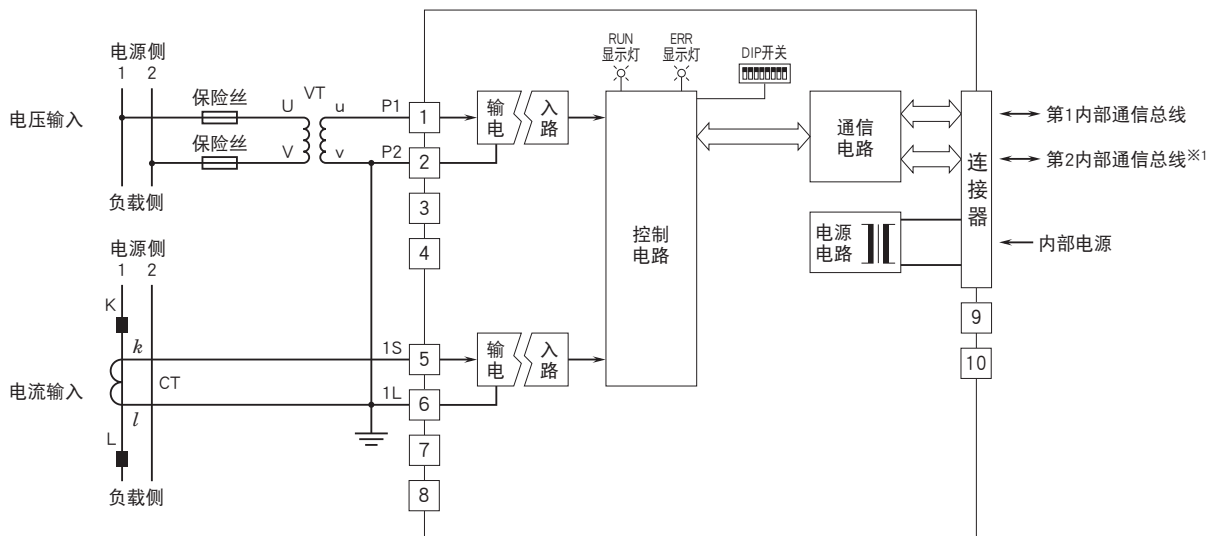 RUN
显示灯
ERR
显示灯
DIP开关
电源侧
1 2
电压输入
保险丝
保险丝
U
V
VT
u
v
P1
P2
1
2
3
4
输入
电路
负载侧
电源侧
1 2
K
k
电流输入
CT
l
L
负载侧
1S
1L
5
6
7
8
输入
电路
控制
电路
通信
电路
电源
电路
连接器
第1内部通信总线
第2内部通信总线※1
内部电源
9
10